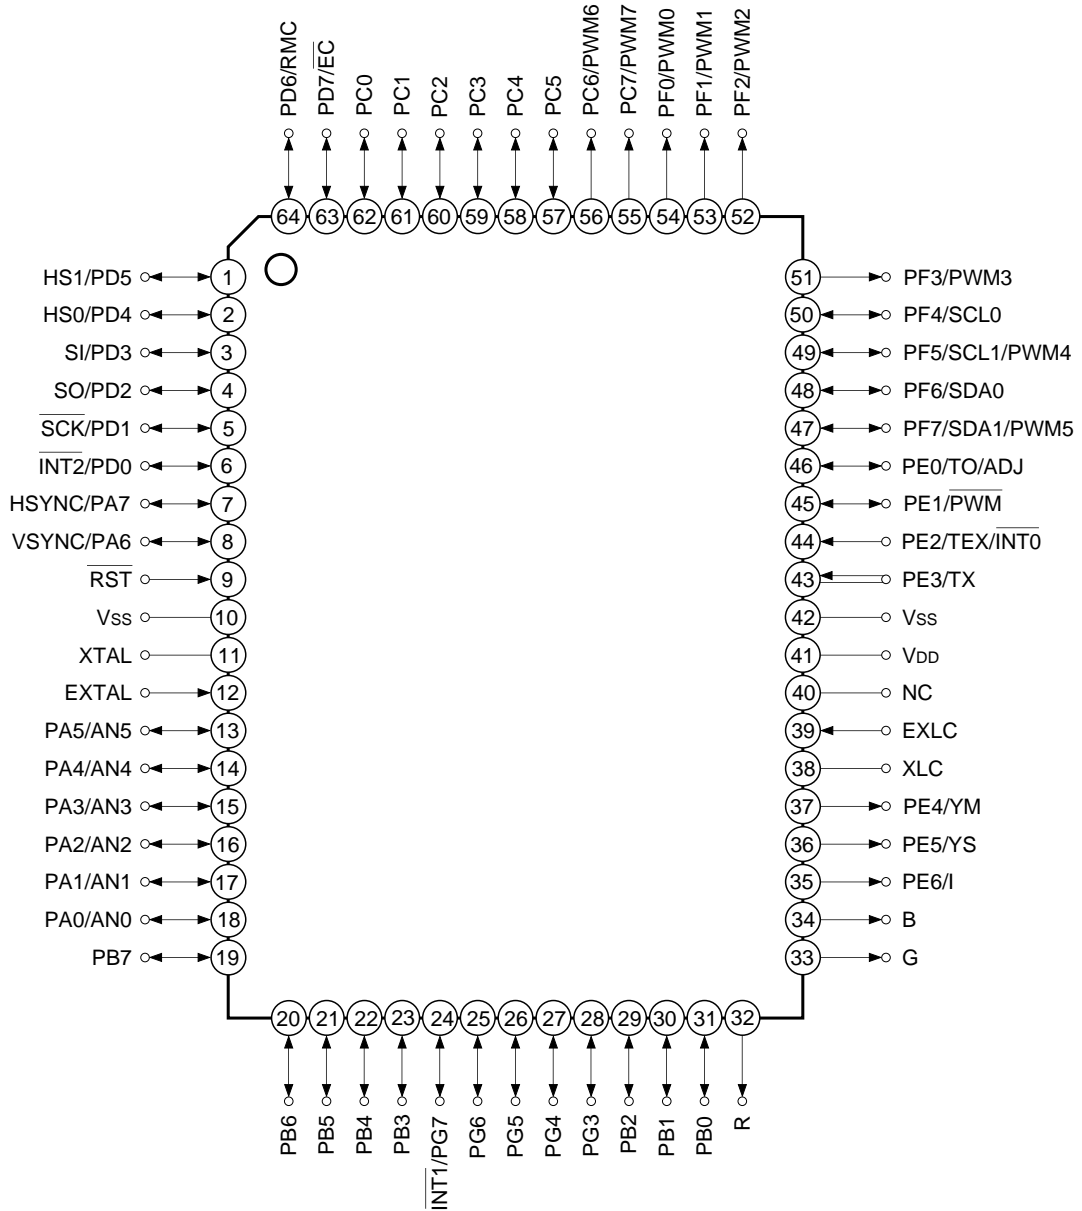 PD6/RMC
PD7/E̅C̅
PC0
PC1
PC2
PC3
PC4
PC5
PC6/PWM6
PC7/PWM7
PF0/PWM0
PF1/PWM1
PF2/PWM2
64
63
62
61
60
59
58
57
56
55
54
53
52
HS1/PD5
1
51
PF3/PWM3
HS0/PD4
2
50
PF4/SCL0
SI/PD3
3
49
PF5/SCL1/PWM4
SO/PD2
4
48
PF6/SDA0
S̅C̅K̅/PD1
5
47
PF7/SDA1/PWM5
I̅N̅T̅2̅/PD0
6
46
PE0/TO/ADJ
HSYNC/PA7
7
45
PE1/P̅W̅M̅
VSYNC/PA6
8
44
PE2/TEX/I̅N̅T̅0̅
R̅S̅T̅
9
43
PE3/TX
Vss
10
42
Vss
XTAL
11
41
VDD
EXTAL
12
40
NC
PA5/AN5
13
39
EXLC
PA4/AN4
14
38
XLC
PA3/AN3
15
37
PE4/YM
PA2/AN2
16
36
PE5/YS
PA1/AN1
17
35
PE6/I
PA0/AN0
18
34
B
PB7
19
33
G
20
21
22
23
24
25
26
27
28
29
30
31
32
PB6
PB5
PB4
PB3
I̅N̅T̅1̅/PG7
PG6
PG5
PG4
PG3
PB2
PB1
PB0
R